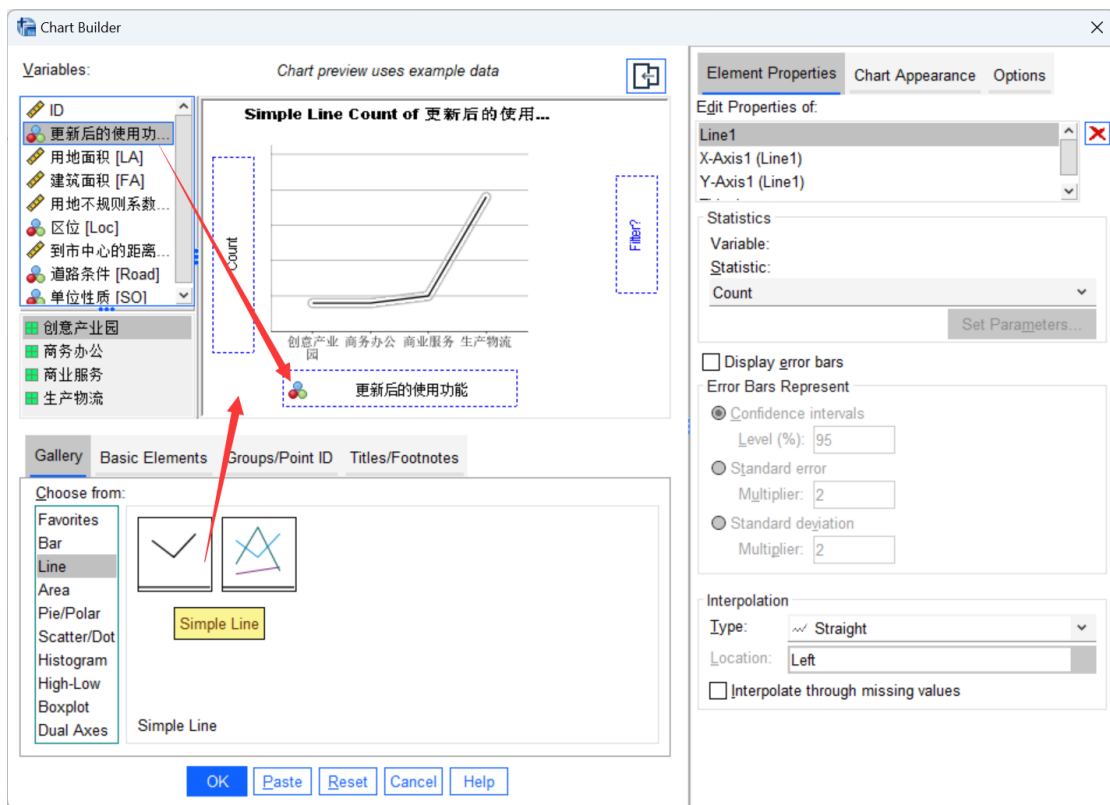 Chart Builder
Variables:
Chart preview uses example data
ID
更新后的使用功...
用地面积 [LA]
建筑面积 [FA]
用地不规则系数...
区位 [Loc]
到市中心的距离...
道路条件 [Road]
单位性质 [SO]
创意产业园
商务办公
商业服务
生产物流
Simple Line Count of 更新后的使用...
Count
Filter?
创意产业园 商务办公 商业服务 生产物流
更新后的使用功能
Gallery Basic Elements Groups/Point ID Titles/Footnotes
Choose from:
Favorites
Bar
Line
Area
Pie/Polar
Scatter/Dot
Histogram
High-Low
Boxplot
Dual Axes
Simple Line
Simple Line
OK Paste Reset Cancel Help
Element Properties Chart Appearance Options
Edit Properties of:
Line1
X-Axis1 (Line1)
Y-Axis1 (Line1)
Statistics
Variable:
Statistic:
Count
Set Parameters...
Display error bars
Error Bars Represent
Confidence intervals
Level (%): 95
Standard error
Multiplier: 2
Standard deviation
Multiplier: 2
Interpolation
Type: Straight
Location: Left
Interpolate through missing values